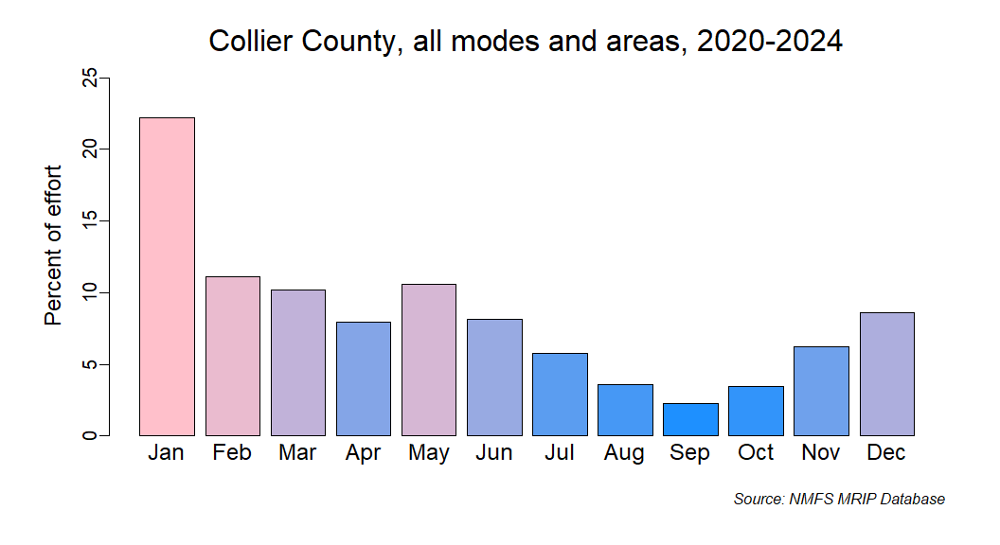 Collier County, all modes and areas, 2020-2024
Percent of effort
25
20
15
10
5
0
Jan Feb Mar Apr May Jun Jul Aug Sep Oct Nov Dec
Source: NMFS MRIP Database